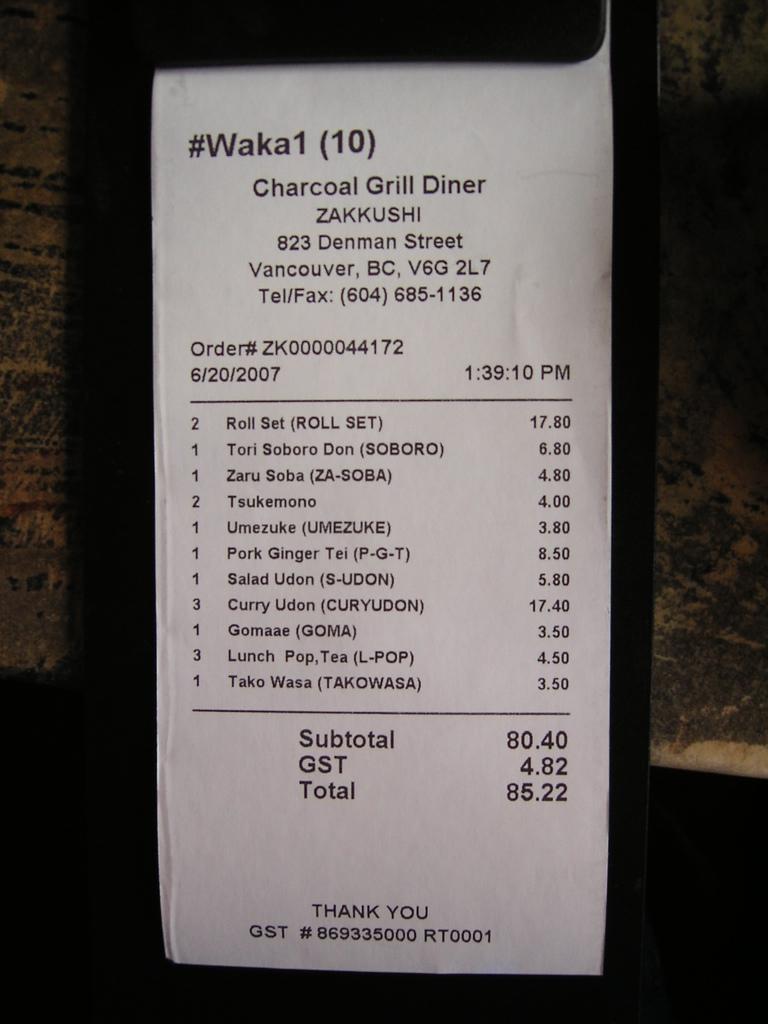 #Waka1 (10)
Charcoal Grill Diner
ZAKKUSHI
823 Denman Street
Vancouver, BC, V6G 2L7
Tel/Fax: (604) 685-1136
Order# ZK0000044172
6/20/2007 1:39:10 PM
2 Roll Set (ROLL SET) 17.80
1 Tori Soboro Don (SOBORO) 6.80
1 Zaru Soba (ZA-SOBA) 4.80
2 Tsukemono 4.00
1 Umezuke (UMEZUKE) 3.80
1 Pork Ginger Tei (P-G-T) 8.50
1 Salad Udon (S-UDON) 5.80
3 Curry Udon (CURYUDON) 17.40
1 Gomaae (GOMA) 3.50
3 Lunch Pop,Tea (L-POP) 4.50
1 Tako Wasa (TAKOWASA) 3.50
Subtotal 80.40
GST 4.82
Total 85.22
THANK YOU
GST # 869335000 RT0001